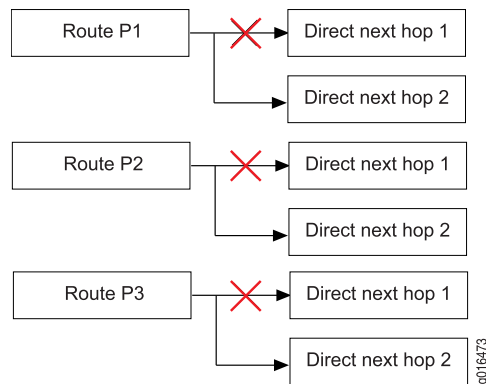 Route P1
Direct next hop 1
Direct next hop 2
Route P2
Direct next hop 1
Direct next hop 2
Route P3
Direct next hop 1
Direct next hop 2
g016473